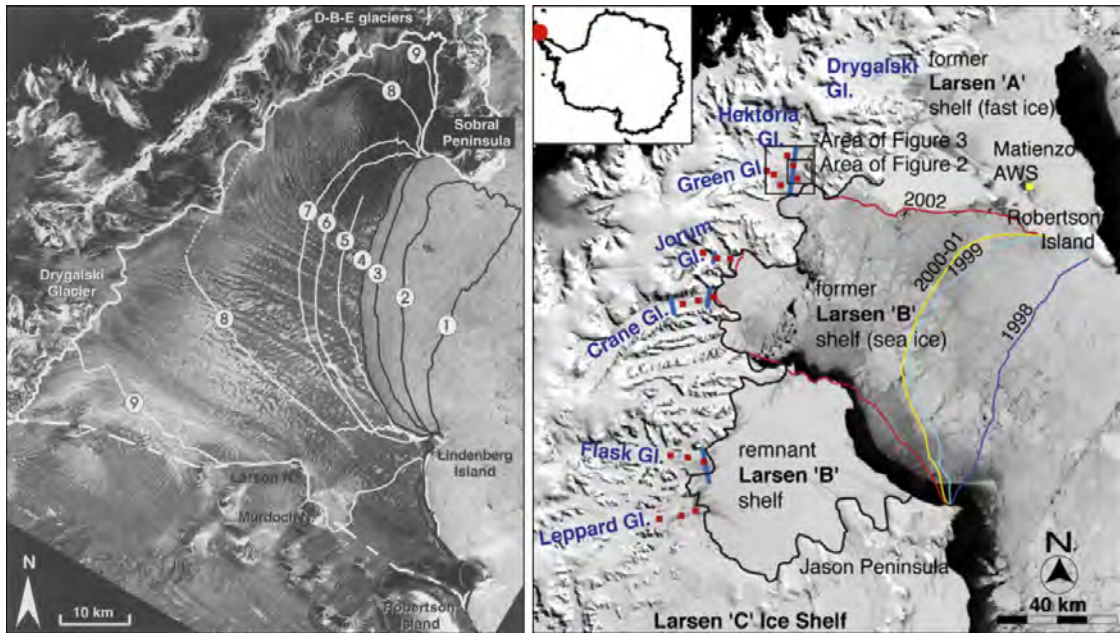 D-B-E glaciers
9
8
Sobral
Peninsula
7
6
5
4
3
2
1
Drygalski
Glacier
8
9
Lindenberg
Island
Larson N.
Murdoch N.
N
10 km
Robertson
Island
Drygalski
Gl.
former
Larsen 'A'
shelf (fast ice)
Hektoria
Gl.
Area of Figure 3
Area of Figure 2
Green Gl.
Matienzo
AWS
2002
Robertson
Island
Jorum
Gl.
2000-01
1999
1998
former
Larsen 'B'
shelf (sea ice)
Crane Gl.
Flask Gl.
remnant
Larsen 'B'
shelf
Leppard Gl.
Jason Peninsula
N
40 km
Larsen 'C' Ice Shelf